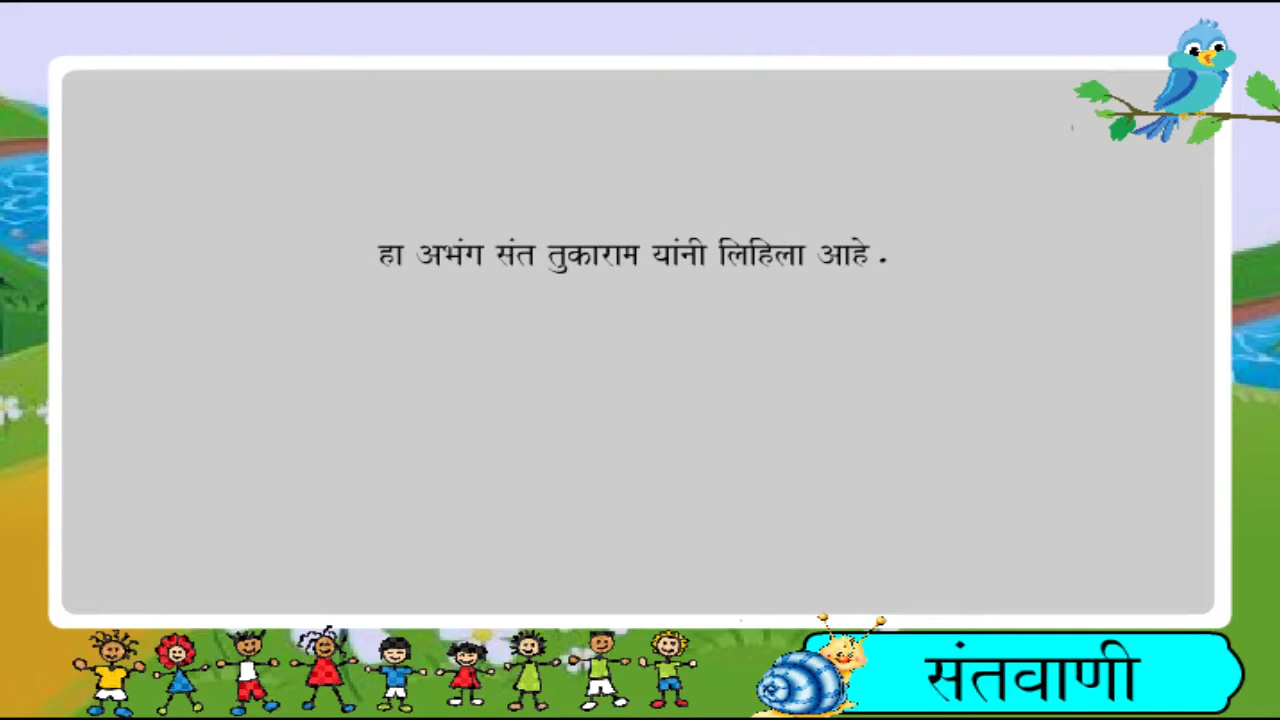 हा अभंग संत तुकाराम यांनी लिहिला आहे .
संतवाणी